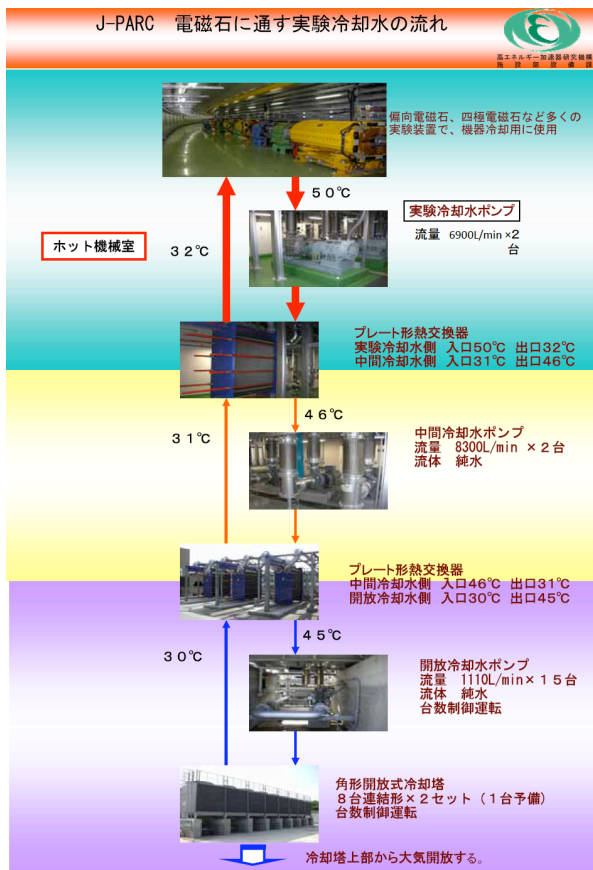 J-PARC 電磁石に通す実験冷却水の流れ
高エネルギー加速器研究機構
施設部設備課
偏向電磁石、四極電磁石など多くの
実験装置で、機器冷却用に使用
50℃
実験冷却水ポンプ
流量 6900L/min ×2
台
ホット機械室
32℃
プレート形熱交換器
実験冷却水側 入口50℃ 出口32℃
中間冷却水側 入口31℃ 出口46℃
46℃
31℃
中間冷却水ポンプ
流量 8300L/min ×2台
流体 純水
プレート形熱交換器
中間冷却水側 入口46℃ 出口31℃
開放冷却水側 入口30℃ 出口45℃
45℃
30℃
開放冷却水ポンプ
流量 1110L/min×15台
流体 純水
台数制御運転
角形開放式冷却塔
8台連結形×2セット（1台予備）
台数制御運転
冷却塔上部から大気開放する。